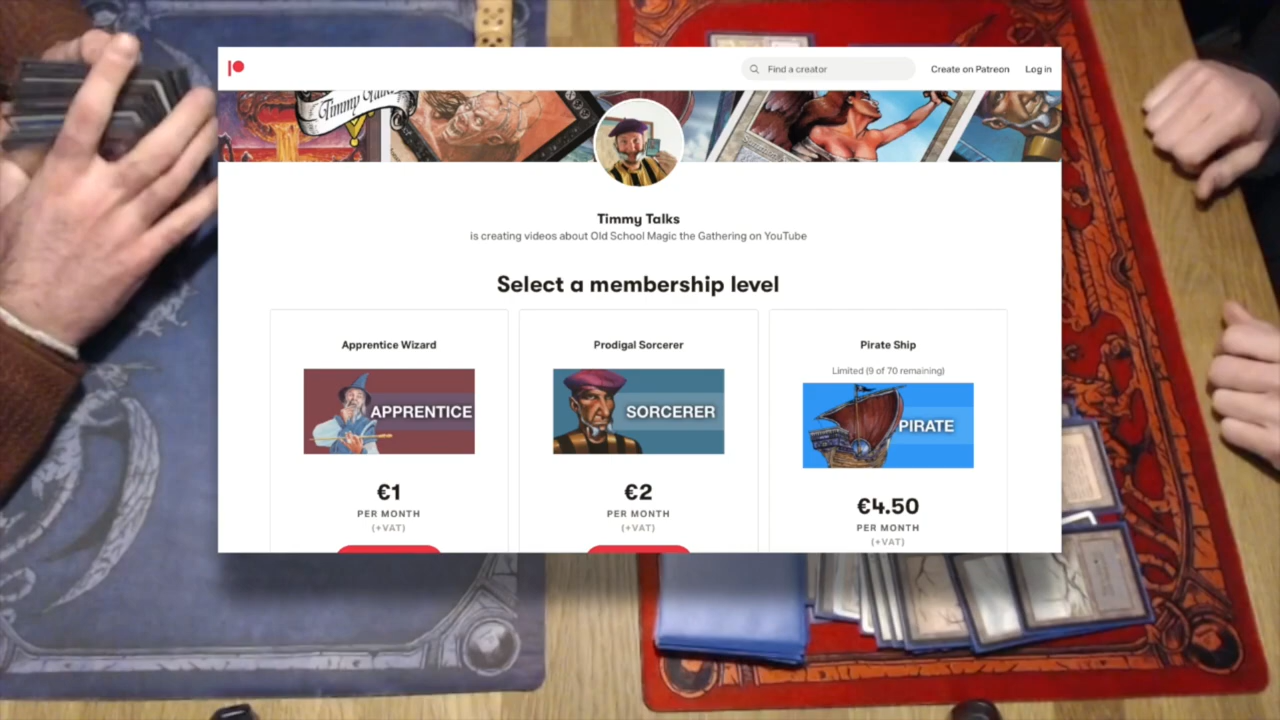 Find a creator
Create on Patreon
Log in
Timmy Talks
Timmy Talks
is creating videos about Old School Magic the Gathering on YouTube
Select a membership level
Apprentice Wizard
APPRENTICE
€1
PER MONTH
(+VAT)
Prodigal Sorcerer
SORCERER
€2
PER MONTH
(+VAT)
Pirate Ship
Limited (9 of 70 remaining)
PIRATE
€4.50
PER MONTH
(+VAT)